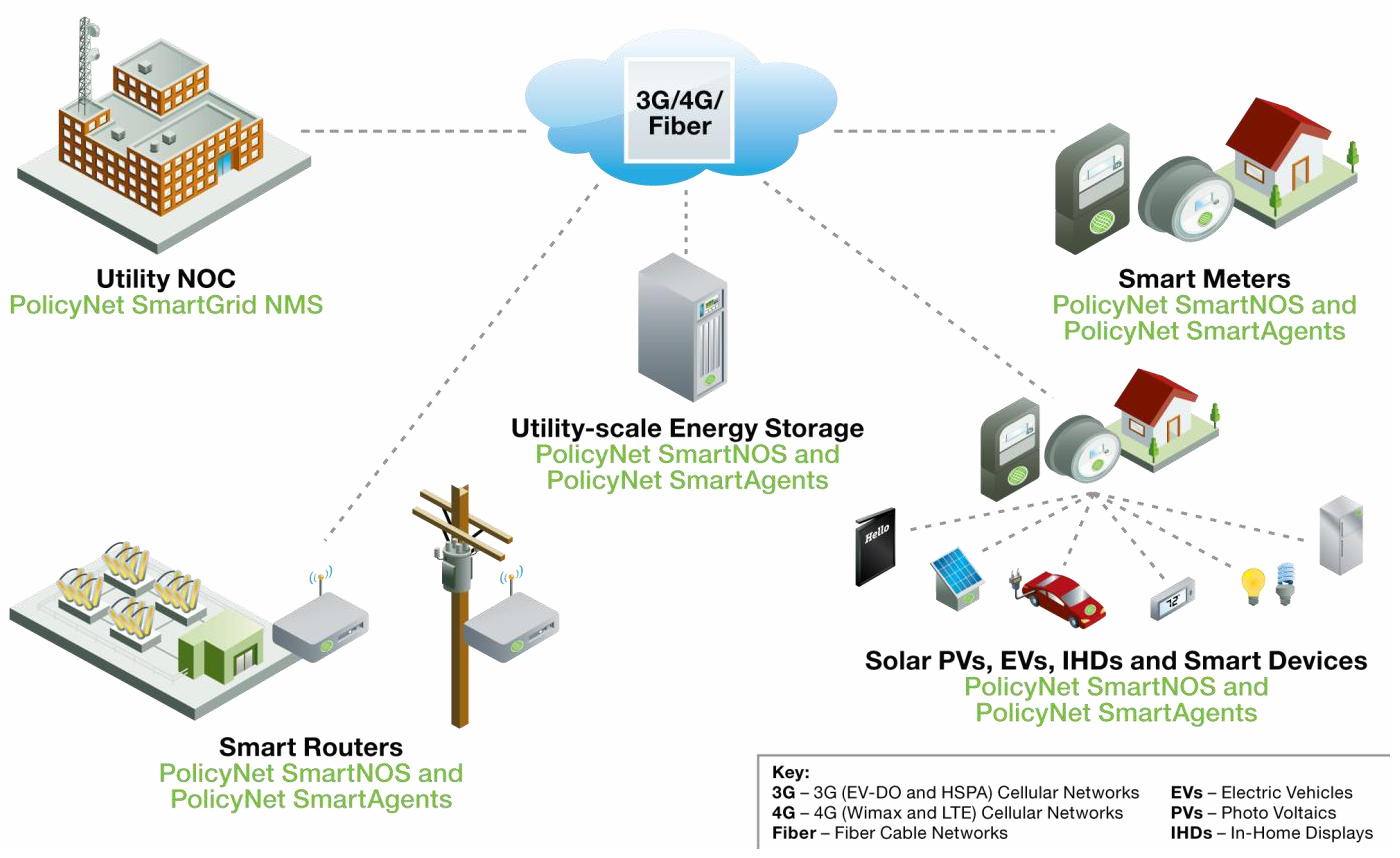 3G/4G/
Fiber
Utility NOC
PolicyNet SmartGrid NMS
Smart Meters
PolicyNet SmartNOS and
PolicyNet SmartAgents
Utility-scale Energy Storage
PolicyNet SmartNOS and
PolicyNet SmartAgents
Hello
72°
Solar PVs, EVs, IHDs and Smart Devices
PolicyNet SmartNOS and
PolicyNet SmartAgents
Smart Routers
PolicyNet SmartNOS and
PolicyNet SmartAgents
Key:
3G – 3G (EV-DO and HSPA) Cellular Networks
4G – 4G (Wimax and LTE) Cellular Networks
Fiber – Fiber Cable Networks
EVs – Electric Vehicles
PVs – Photo Voltaics
IHDs – In-Home Displays